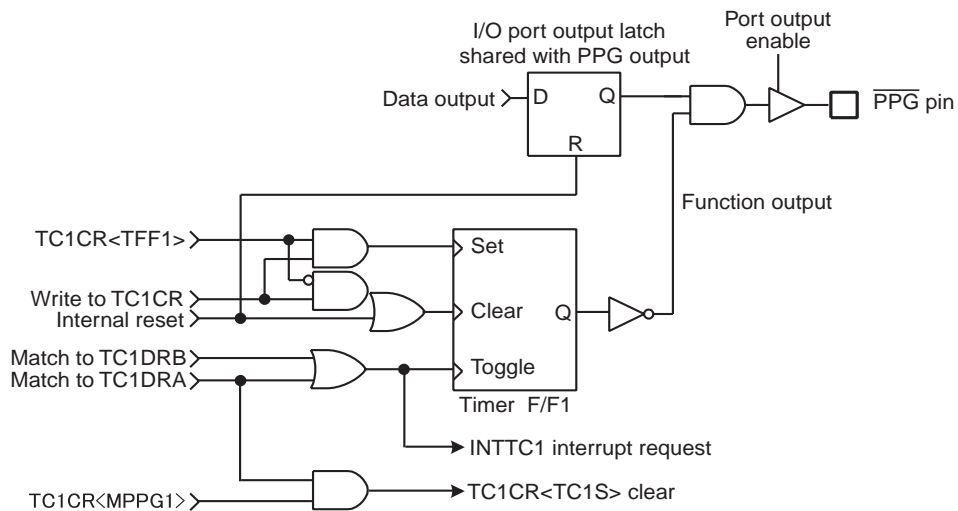 I/O port output latch
shared with PPG output
Port output
enable
Data output
D
Q
R
PPG pin
Function output
TC1CR<TFF1>
Set
Write to TC1CR
Internal reset
Clear
Q
Match to TC1DRB
Match to TC1DRA
Toggle
Timer F/F1
INTTC1 interrupt request
TC1CR<MPPG1>
TC1CR<TC1S> clear